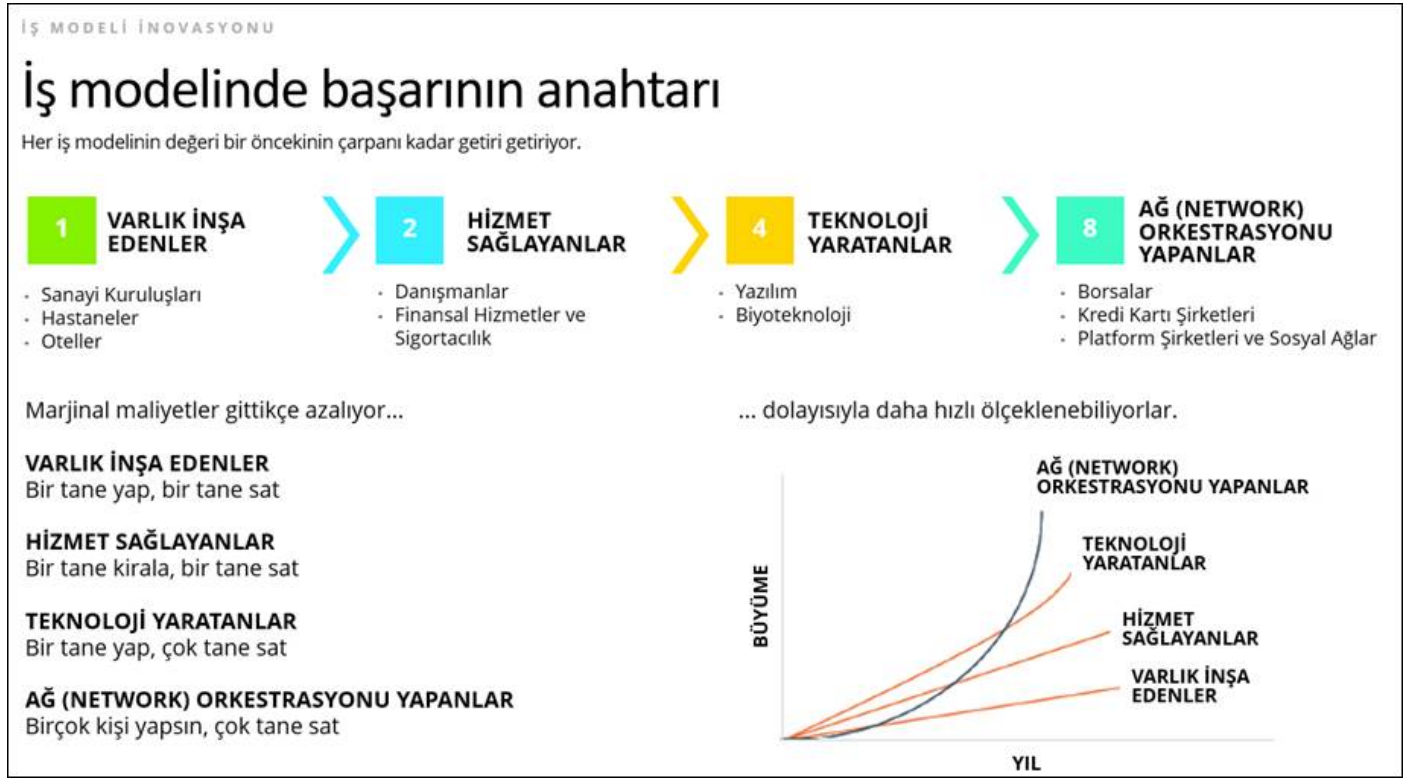 İŞ MODELİ İNOVASYONU
İş modelinde başarının anahtarı
Her iş modelinin değeri bir öncekinin çarpanı kadar getiri getiriyor.
1
VARLIK İNŞA
EDENLER
· Sanayi Kuruluşları
· Hastaneler
· Oteller
2
HİZMET
SAĞLAYANLAR
· Danışmanlar
· Finansal Hizmetler ve
Sigortacılık
4
TEKNOLOJİ
YARATANLAR
· Yazılım
· Biyoteknoloji
8
AĞ (NETWORK)
ORKESTRASYONU
YAPANLAR
· Borsalar
· Kredi Kartı Şirketleri
· Platform Şirketleri ve Sosyal Ağlar
Marjinal maliyetler gittikçe azalıyor...
VARLIK İNŞA EDENLER
Bir tane yap, bir tane sat
HİZMET SAĞLAYANLAR
Bir tane kirala, bir tane sat
TEKNOLOJİ YARATANLAR
Bir tane yap, çok tane sat
AĞ (NETWORK) ORKESTRASYONU YAPANLAR
Birçok kişi yapsın, çok tane sat
... dolayısıyla daha hızlı ölçeklenebiliyorlar.
AĞ (NETWORK)
ORKESTRASYONU YAPANLAR
TEKNOLOJİ
YARATANLAR
HİZMET
SAĞLAYANLAR
VARLIK İNŞA
EDENLER
BÜYÜME
YIL